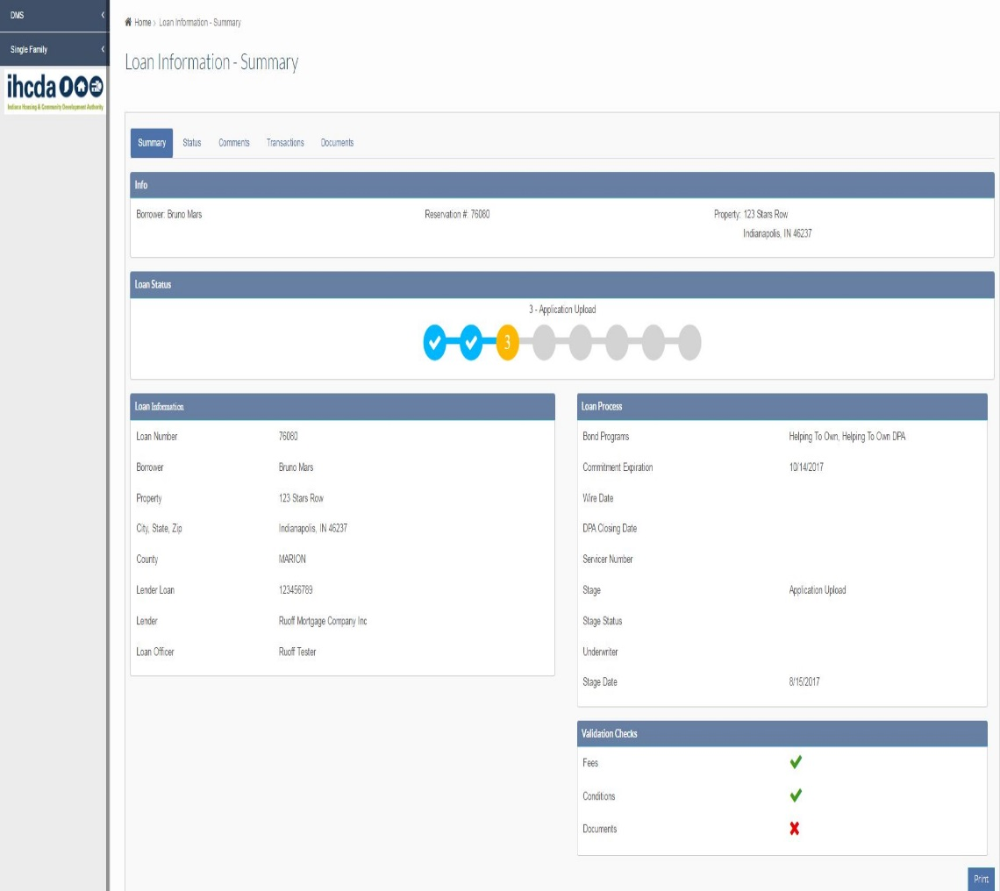 DMS
Single Family
ihcda
Indiana Housing & Community Development Authority
Home > Loan Information - Summary
Loan Information - Summary
Summary Status Comments Transactions Documents
Info
Borrower: Bruno Mars Reservation #: 76080 Property: 123 Stars Row
Indianapolis, IN 46237
Loan Status
3 - Application Upload
3
Loan Information
Loan Number 76080
Borrower Bruno Mars
Property 123 Stars Row
City, State, Zip Indianapolis, IN 46237
County MARION
Lender Loan 123456789
Lender Ruoff Mortgage Company Inc
Loan Officer Ruoff Tester
Loan Process
Bond Programs Helping To Own, Helping To Own DPA
Commitment Expiration 10/14/2017
Wire Date
DPA Closing Date
Servicer Number
Stage Application Upload
Stage Status
Underwriter
Stage Date 8/15/2017
Validation Checks
Fees
Conditions
Documents
Print